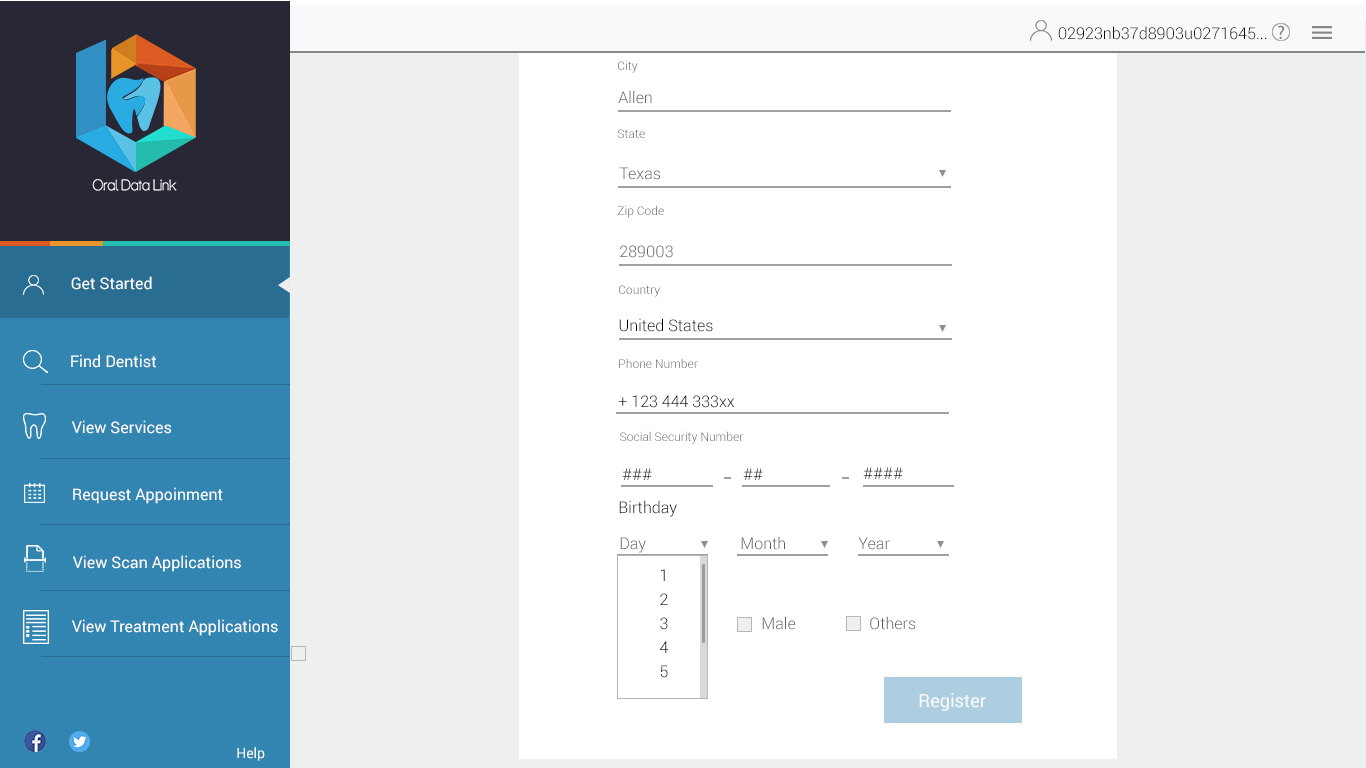 Oral Data Link
Get Started
Find Dentist
View Services
Request Appoinment
View Scan Applications
View Treatment Applications
Help
02923nb37d8903u0271645... ?
City
Allen
State
Texas
Zip Code
289003
Country
United States
Phone Number
+ 123 444 333xx
Social Security Number
### – ## – ####
Birthday
Day Month Year
1
2
3
4
5
Male Others
Register